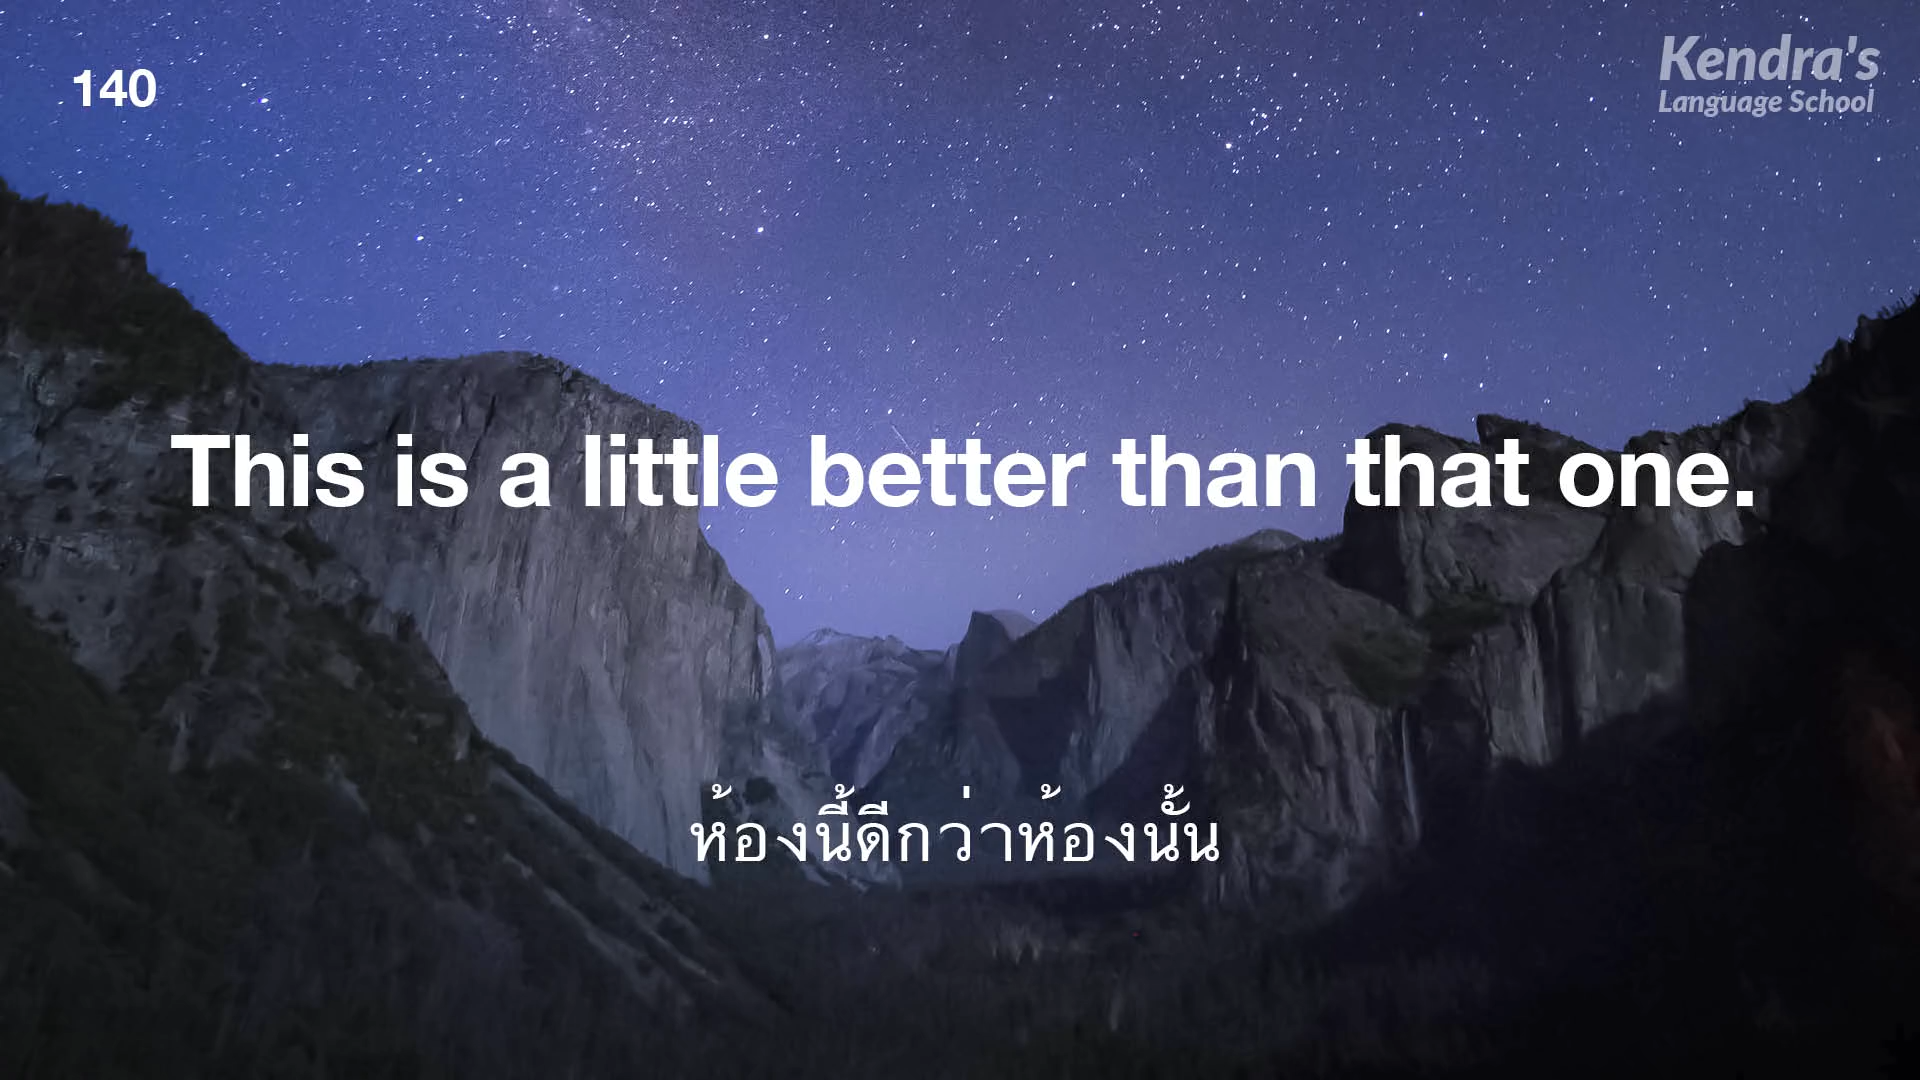 140
Kendra's
Language School
This is a little better than that one.
ห้องนี้ดีกว่าห้องนั้น